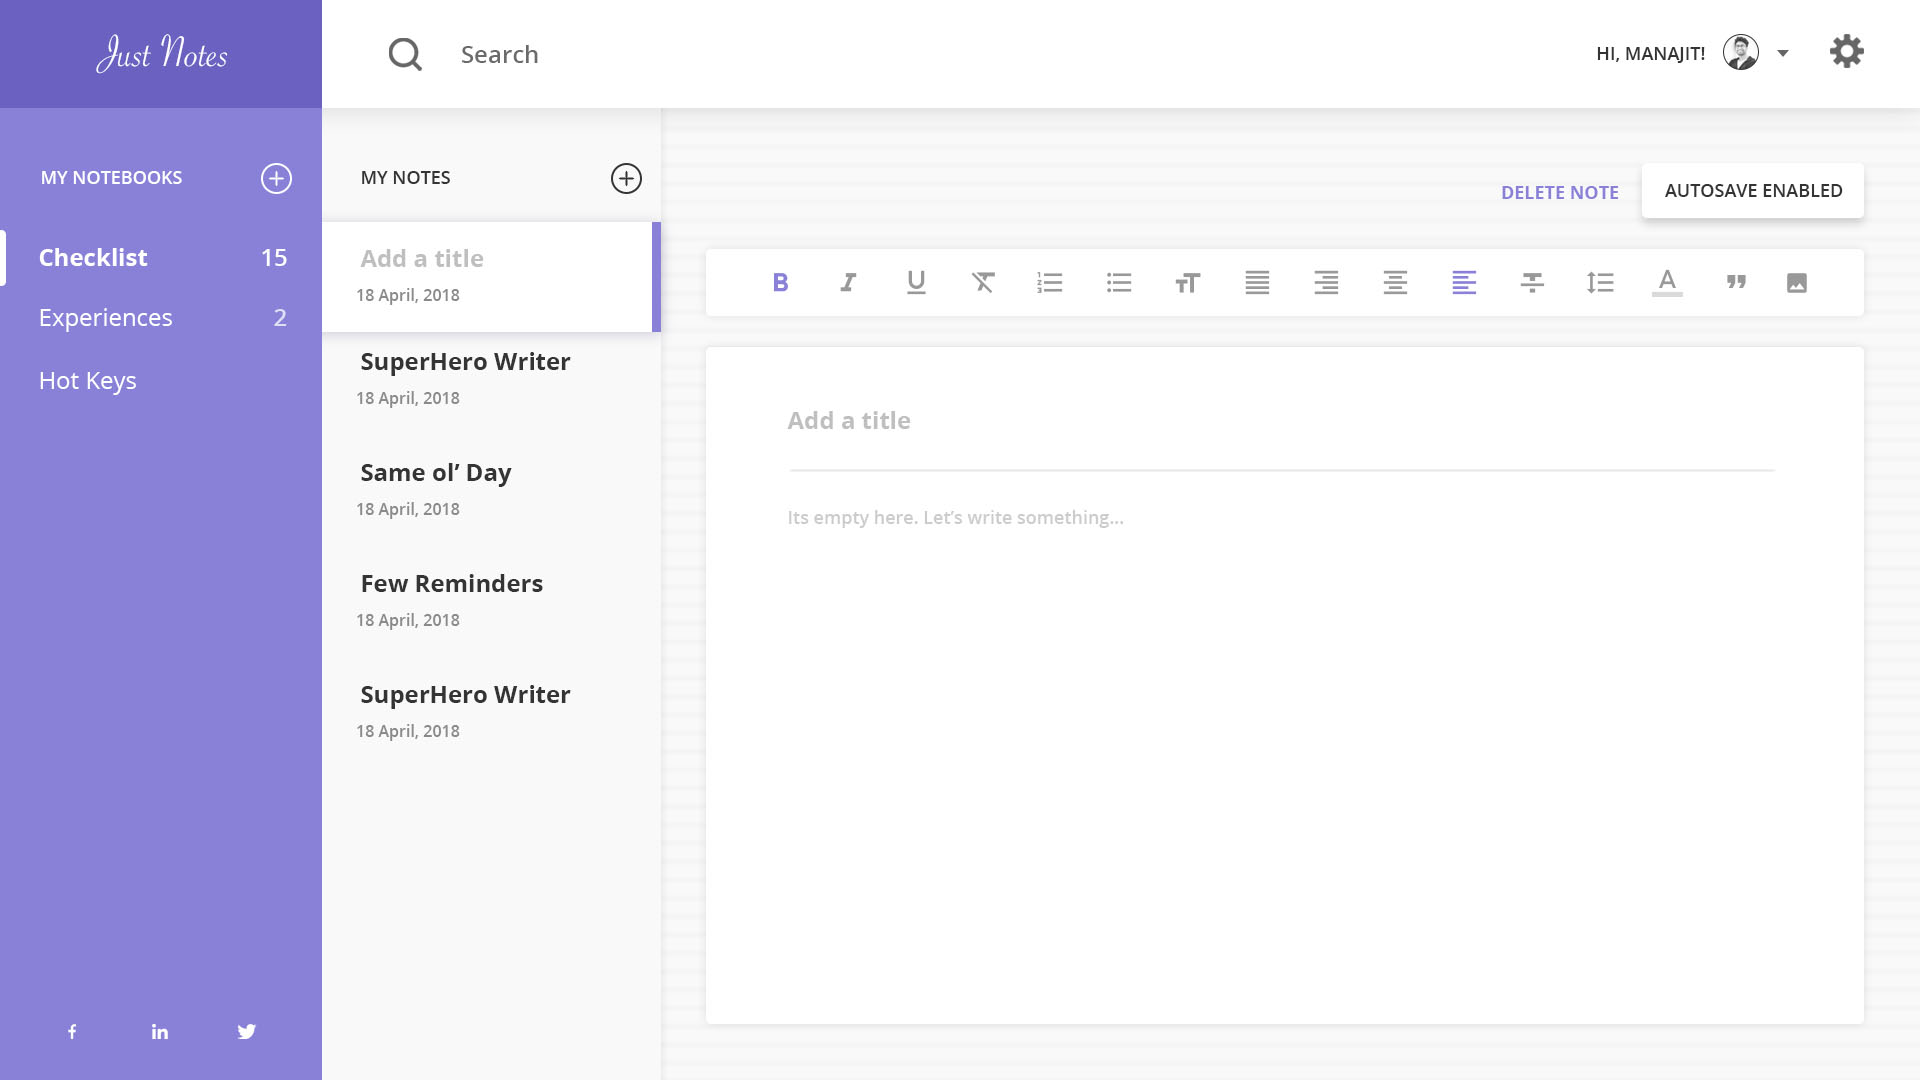 Just Notes
Search
HI, MANAJIT!
MY NOTEBOOKS
Checklist 15
Experiences 2
Hot Keys
MY NOTES
Add a title
18 April, 2018
SuperHero Writer
18 April, 2018
Same ol’ Day
18 April, 2018
Few Reminders
18 April, 2018
SuperHero Writer
18 April, 2018
DELETE NOTE
AUTOSAVE ENABLED
Add a title
Its empty here. Let’s write something...